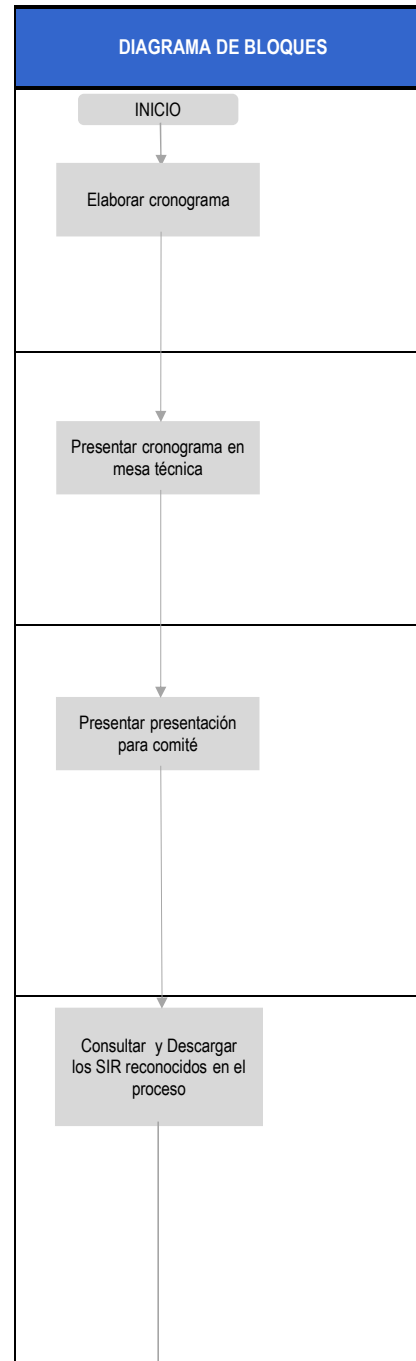 DIAGRAMA DE BLOQUES
INICIO
Elaborar cronograma
Presentar cronograma en
mesa técnica
Presentar presentación
para comité
Consultar y Descargar
los SIR reconocidos en el
proceso